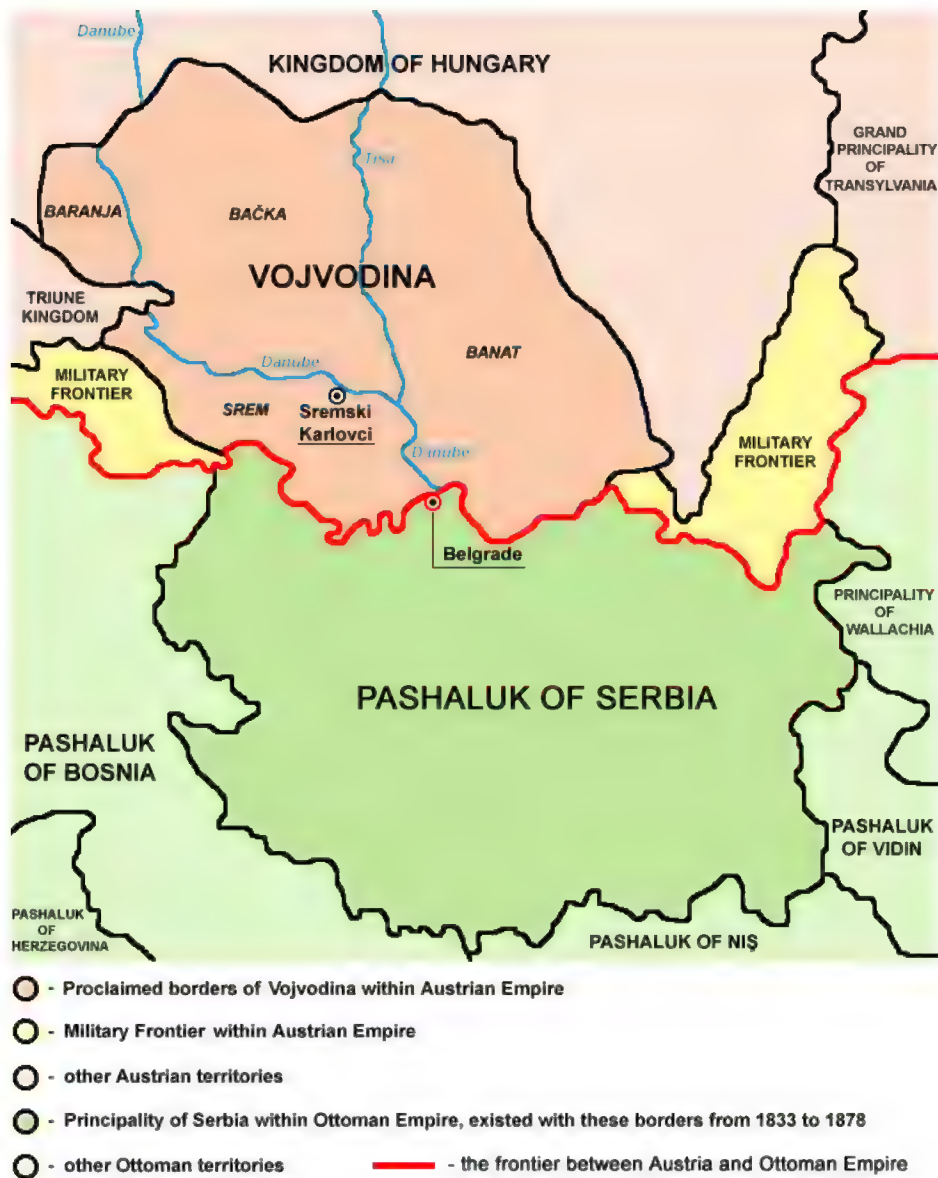 Danube
KINGDOM OF HUNGARY
GRAND
PRINCIPALITY
OF
TRANSYLVANIA
Tisa
BARANJA
BAČKA
VOJVODINA
TRIUNE
KINGDOM
BANAT
Danube
MILITARY
FRONTIER
SREM
Sremski
Karlovci
MILITARY
FRONTIER
Danube
Belgrade
PRINCIPALITY
OF
WALLACHIA
PASHALUK OF SERBIA
PASHALUK
OF BOSNIA
PASHALUK
OF VIDIN
PASHALUK
OF
HERZEGOVINA
PASHALUK OF NIŞ
- Proclaimed borders of Vojvodina within Austrian Empire
- Military Frontier within Austrian Empire
- other Austrian territories
- Principality of Serbia within Ottoman Empire, existed with these borders from 1833 to 1878
- other Ottoman territories
- the frontier between Austria and Ottoman Empire